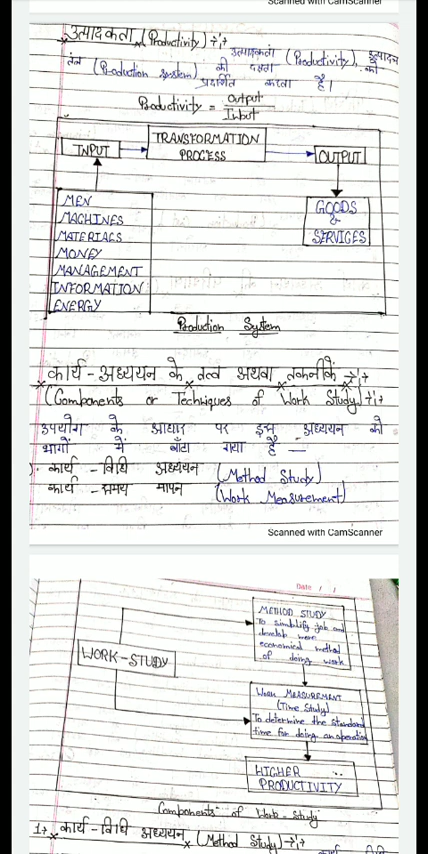 Scanned with CamScanner
उत्पादकता (Productivity) →
उत्पादकता (Productivity), उत्पादन
तंत्र (Production System) की दक्षता को
प्रदर्शित करता है।
Productivity = Output / Input
INPUT
TRANSFORMATION
PROCESS
OUTPUT
MEN
MACHINES
MATERIALS
MONEY
MANAGEMENT
INFORMATION
ENERGY
GOODS
&
SERVICES
Production System
कार्य - अध्ययन के तत्व अथवा तकनीकें →
(Components or Techniques of Work Study) →
उपयोग के आधार पर इस अध्ययन को
भागों में बाँटा गया है —
कार्य - विधि अध्ययन (Method Study)
कार्य - समय मापन (Work Measurement)
Scanned with CamScanner
Date / /
WORK-STUDY
METHOD STUDY
To simplify job and
develop more
economical method
of doing work
WORK MEASUREMENT
(Time Study)
To determine the standard
time for doing an operation
HIGHER
PRODUCTIVITY
Components of Work-Study
1→ कार्य - विधि अध्ययन (Method Study) →